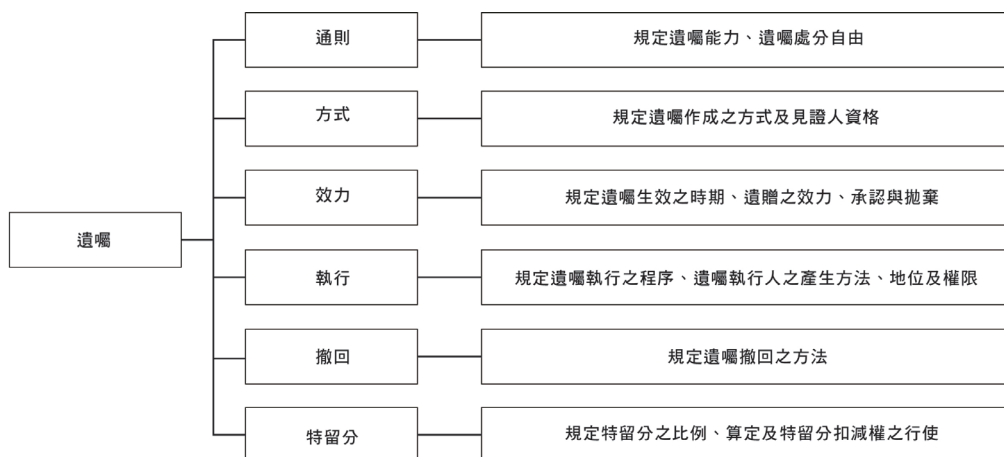 通則
規定遺囑能力、遺囑處分自由
方式
規定遺囑作成之方式及見證人資格
效力
規定遺囑生效之時期、遺贈之效力、承認與拋棄
遺囑
執行
規定遺囑執行之程序、遺囑執行人之產生方法、地位及權限
撤回
規定遺囑撤回之方法
特留分
規定特留分之比例、算定及特留分扣減權之行使